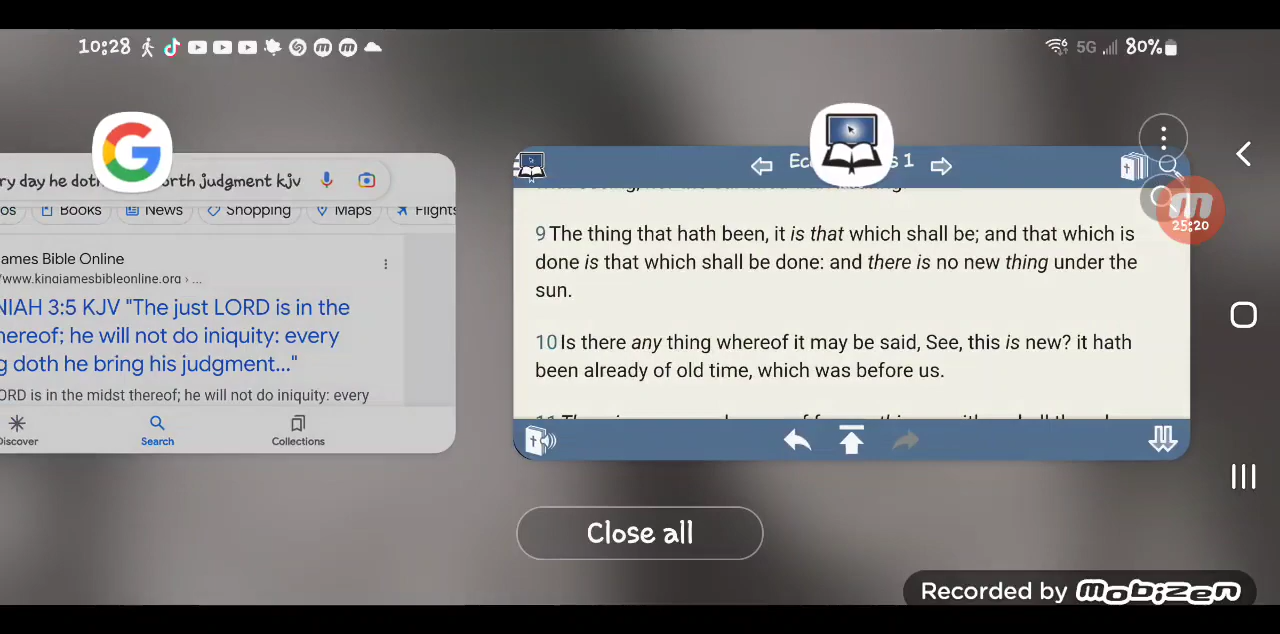 10:28
5G 80%
ry day he doth orth judgment kjv
os Books News Shopping Maps Flights
ames Bible Online
/www.kingjamesbibleonline.org › ...
NIAH 3:5 KJV "The just LORD is in the
hereof; he will not do iniquity: every
g doth he bring his judgment..."
ORD is in the midst thereof; he will not do iniquity: every
Discover Search Collections
Ec s 1
9 The thing that hath been, it is that which shall be; and that which is
done is that which shall be done: and there is no new thing under the
sun.
10 Is there any thing whereof it may be said, See, this is new? it hath
been already of old time, which was before us.
25:20
Close all
Recorded by mobizen